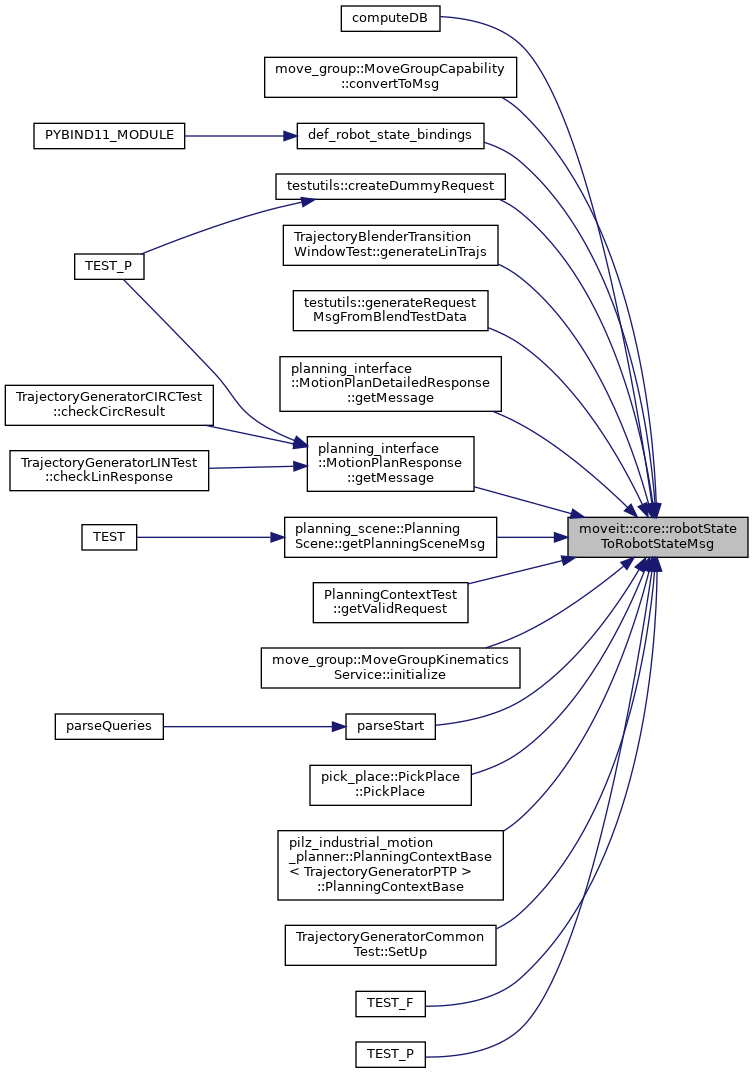 computeDB
move_group::MoveGroupCapability
::convertToMsg
PYBIND11_MODULE
def_robot_state_bindings
testutils::createDummyRequest
TrajectoryBlenderTransition
WindowTest::generateLinTrajs
TEST_P
testutils::generateRequest
MsgFromBlendTestData
planning_interface
::MotionPlanDetailedResponse
::getMessage
TrajectoryGeneratorCIRCTest
::checkCircResult
planning_interface
::MotionPlanResponse
::getMessage
TrajectoryGeneratorLINTest
::checkLinResponse
moveit::core::robotState
ToRobotStateMsg
TEST
planning_scene::Planning
Scene::getPlanningSceneMsg
PlanningContextTest
::getValidRequest
move_group::MoveGroupKinematics
Service::initialize
parseQueries
parseStart
pick_place::PickPlace
::PickPlace
pilz_industrial_motion
_planner::PlanningContextBase
< TrajectoryGeneratorPTP >
::PlanningContextBase
TrajectoryGeneratorCommon
Test::SetUp
TEST_F
TEST_P